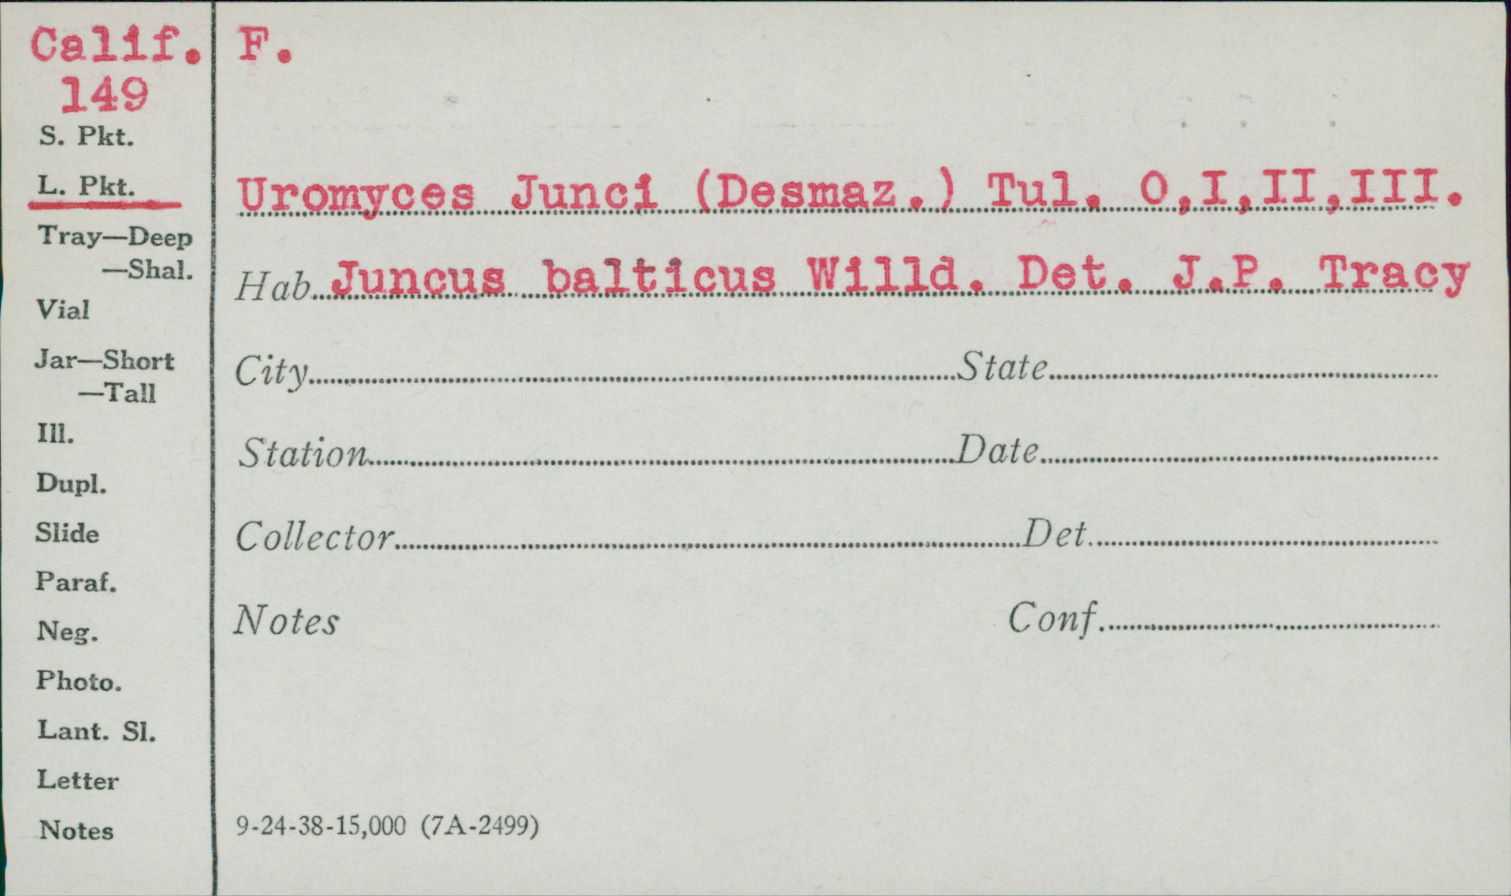 Calif.
149
S. Pkt.
L. Pkt.
Tray—Deep
—Shal.
Vial
Jar—Short
—Tall
Ill.
Dupl.
Slide
Paraf.
Neg.
Photo.
Lant. Sl.
Letter
Notes
F.
Uromyces Junci (Desmaz.) Tul. O,I,II,III.
Hab. Juncus balticus Willd. Det. J.P. Tracy
City State
Station Date
Collector Det.
Notes Conf.
9-24-38-15,000 (7A-2499)